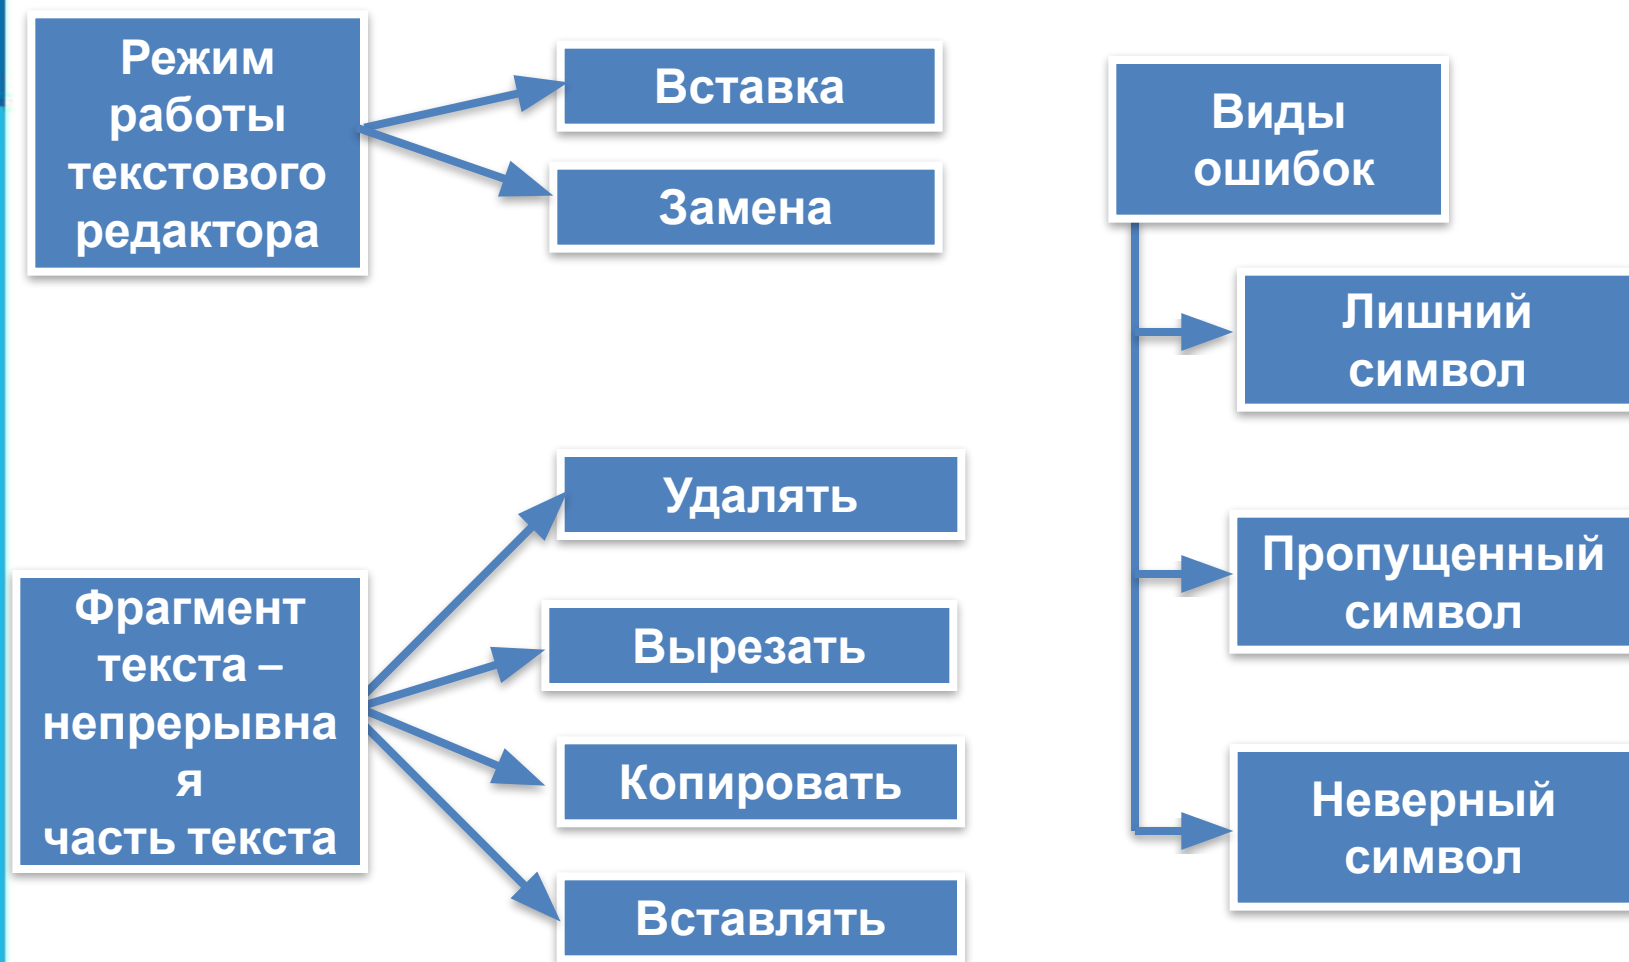 Режим
работы
текстового
редактора
Вставка
Замена
Виды
ошибок
Лишний
символ
Пропущенный
символ
Неверный
символ
Фрагмент
текста –
непрерывна
я
часть текста
Удалять
Вырезать
Копировать
Вставлять